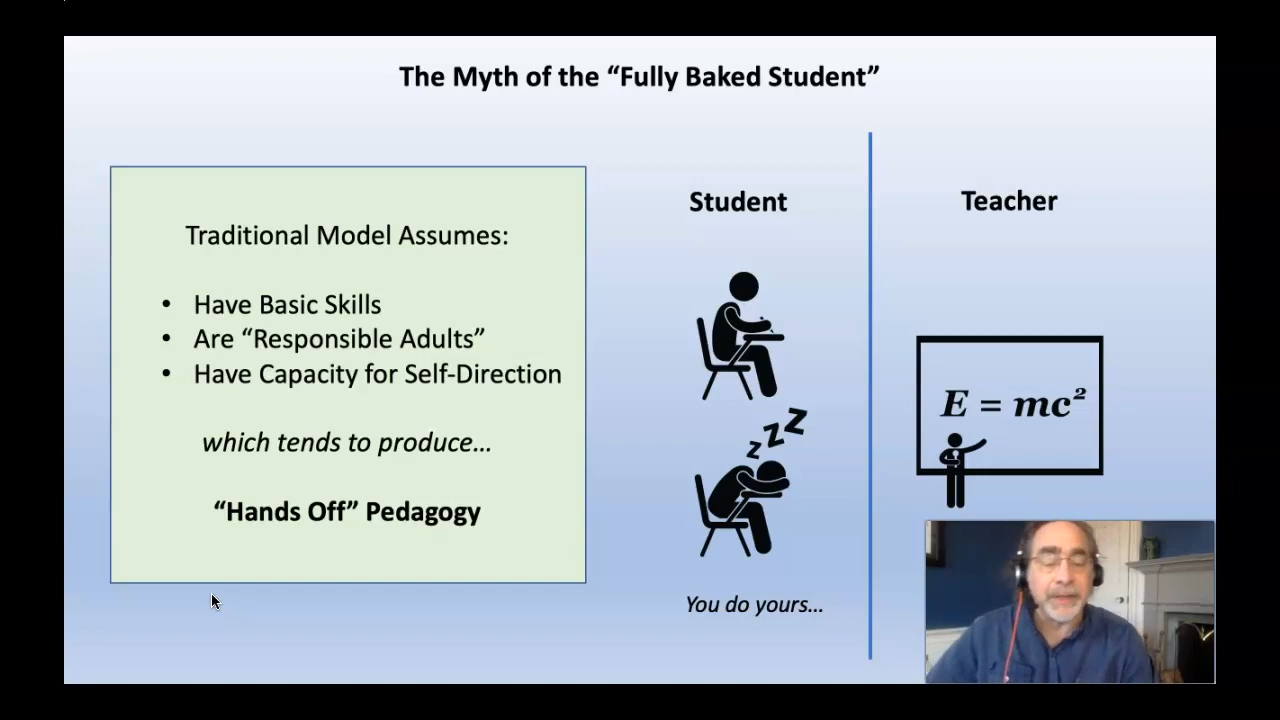 The Myth of the “Fully Baked Student”
Traditional Model Assumes:
• Have Basic Skills
• Are “Responsible Adults”
• Have Capacity for Self-Direction
which tends to produce...
“Hands Off” Pedagogy
Student
z z z
You do yours...
Teacher
E = mc²